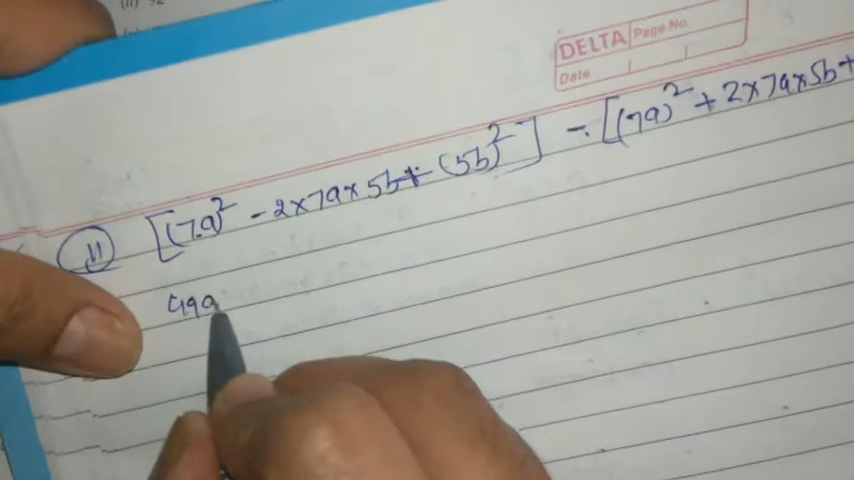 DELTA Page No.
Date
(11) [(7a)² - 2×7a×5b+ (5b)²] - [(7a)² + 2×7a×5b+
49a